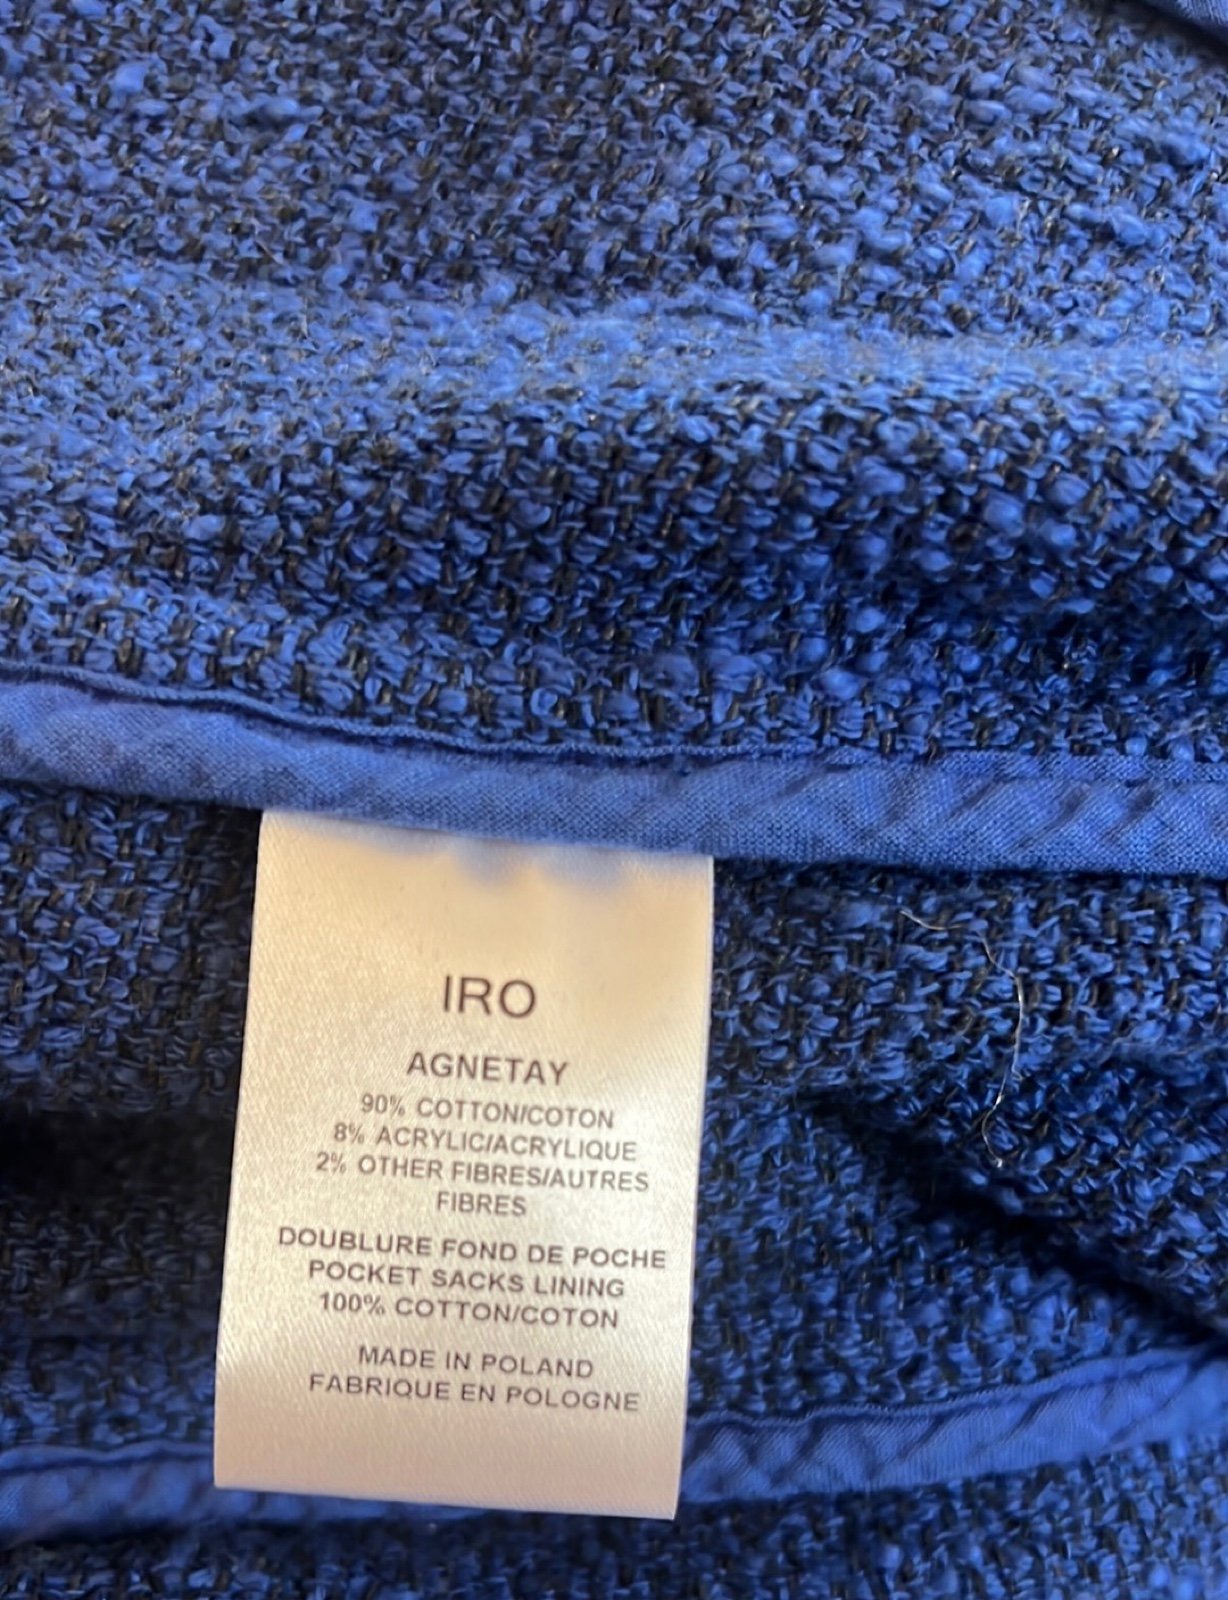 IRO
AGNETAY
90% COTTON/COTON
8% ACRYLIC/ACRYLIQUE
2% OTHER FIBRES/AUTRES
FIBRES
DOUBLURE FOND DE POCHE
POCKET SACKS LINING
100% COTTON/COTON
MADE IN POLAND
FABRIQUE EN POLOGNE